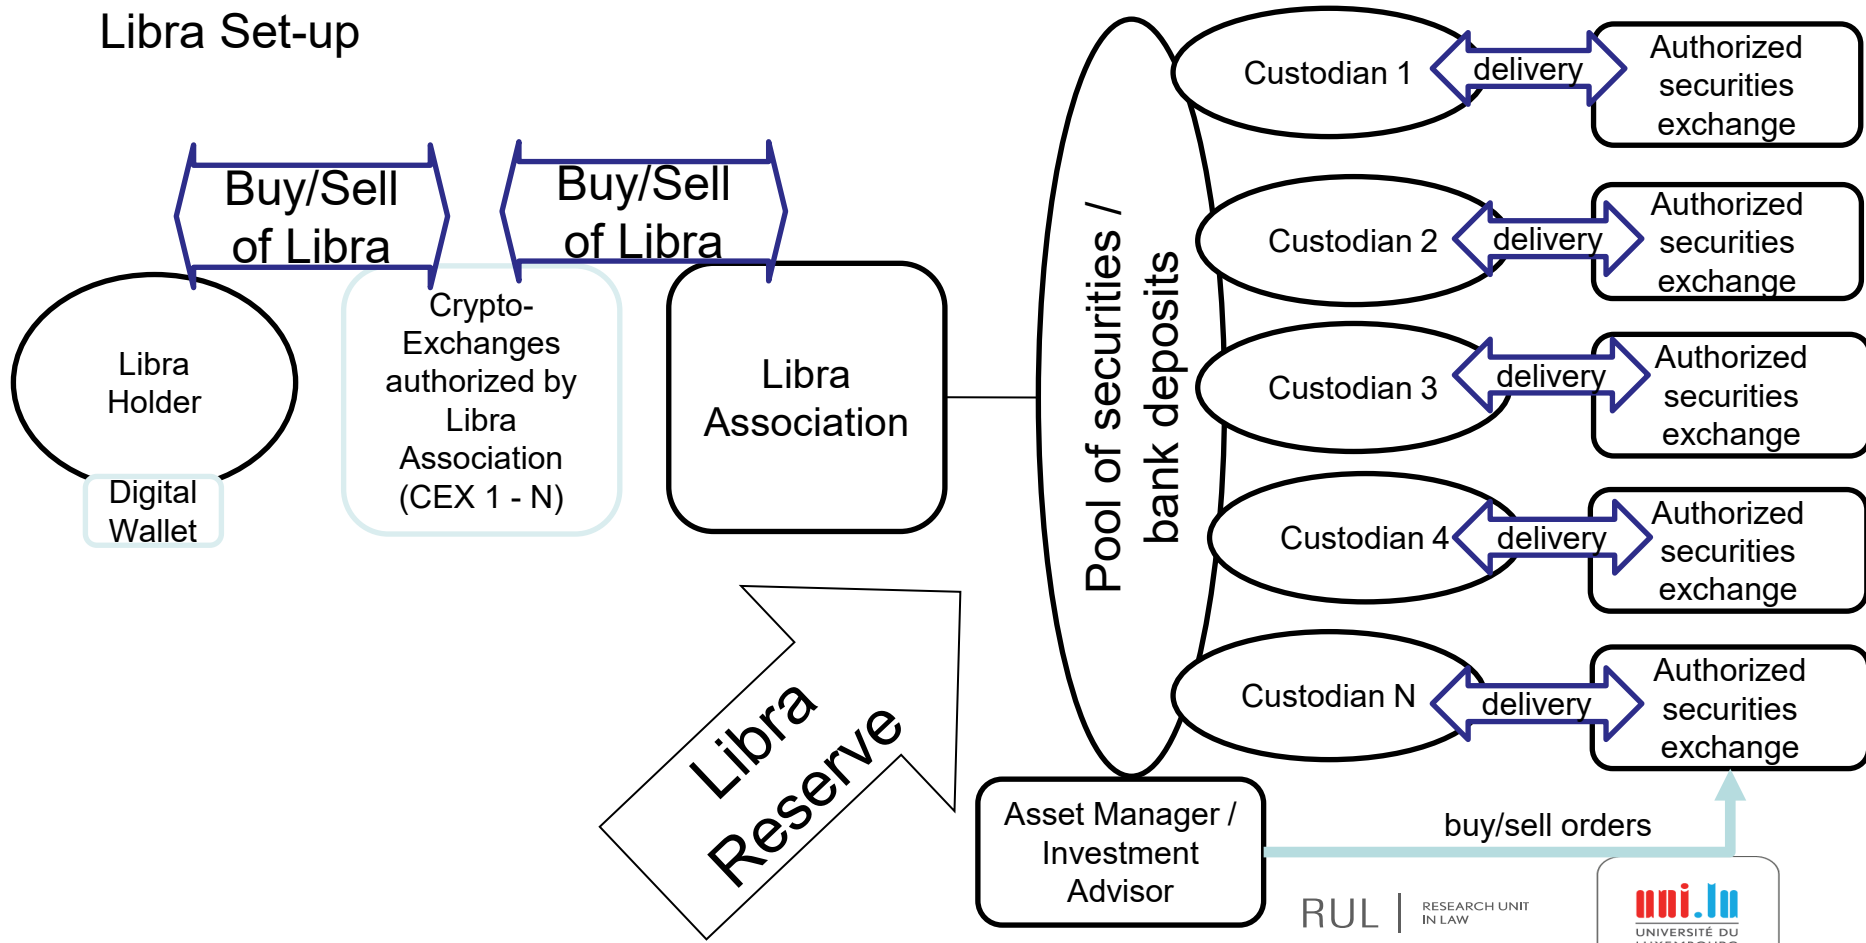 Libra Set-up
Buy/Sell
of Libra
Buy/Sell
of Libra
Libra
Holder
Digital
Wallet
Crypto-
Exchanges
authorized by
Libra
Association
(CEX 1 - N)
Libra
Association
Libra
Reserve
Pool of securities /
bank deposits
Custodian 1
delivery
Authorized
securities
exchange
Custodian 2
delivery
Authorized
securities
exchange
Custodian 3
delivery
Authorized
securities
exchange
Custodian 4
delivery
Authorized
securities
exchange
Custodian N
delivery
Authorized
securities
exchange
Asset Manager /
Investment
Advisor
buy/sell orders
RUL
RESEARCH UNIT
IN LAW
uni.lu
UNIVERSITÉ DU
LUXEMBOURG